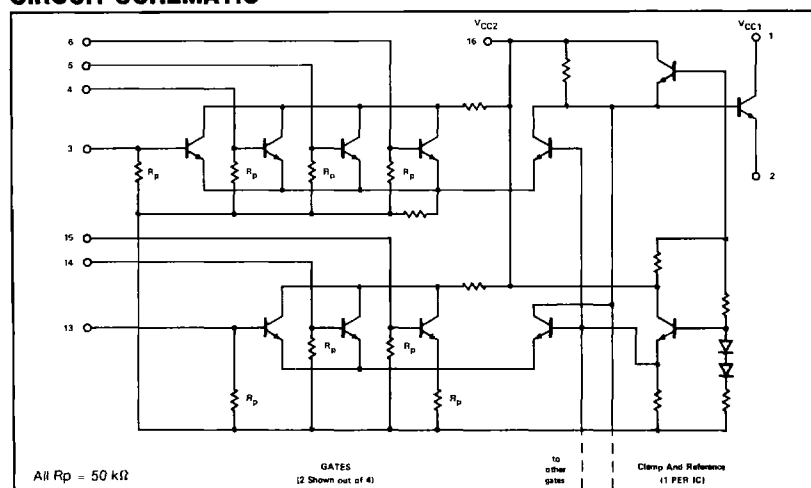 CIRCUIT SCHEMATIC
6
5
4
3
Rp
Rp
Rp
Rp
VCC2
16
VCC1
1
2
15
14
13
Rp
Rp
Rp
Rp
All Rp = 50 kΩ
GATES
(2 Shown out of 4)
to
other
gates
Clamp And Reference
(1 PER IC)